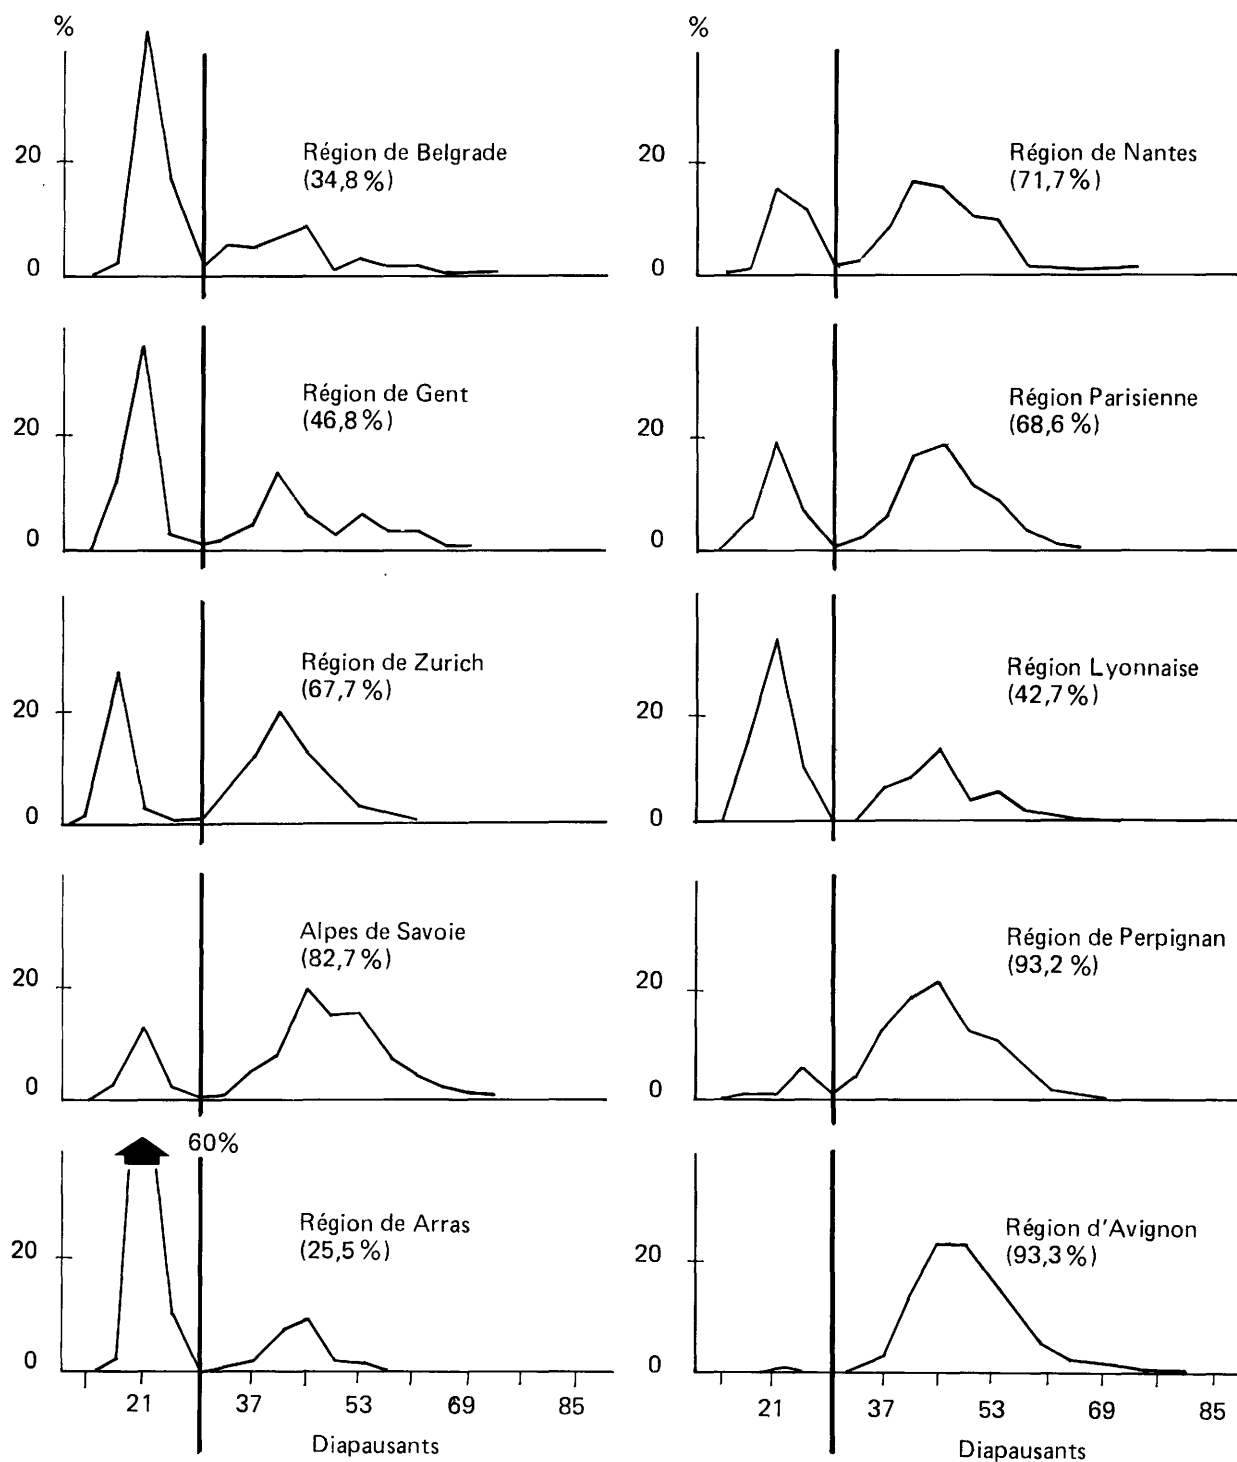 %
20
0
Région de Belgrade
(34,8 %)
20
0
Région de Gent
(46,8 %)
20
0
Région de Zurich
(67,7 %)
20
0
Alpes de Savoie
(82,7 %)
60%
20
0
Région de Arras
(25,5 %)
21 37 53 69 85
Diapausants
%
20
0
Région de Nantes
(71,7 %)
20
0
Région Parisienne
(68,6 %)
20
0
Région Lyonnaise
(42,7 %)
20
0
Région de Perpignan
(93,2 %)
20
0
Région d'Avignon
(93,3 %)
21 37 53 69 85
Diapausants